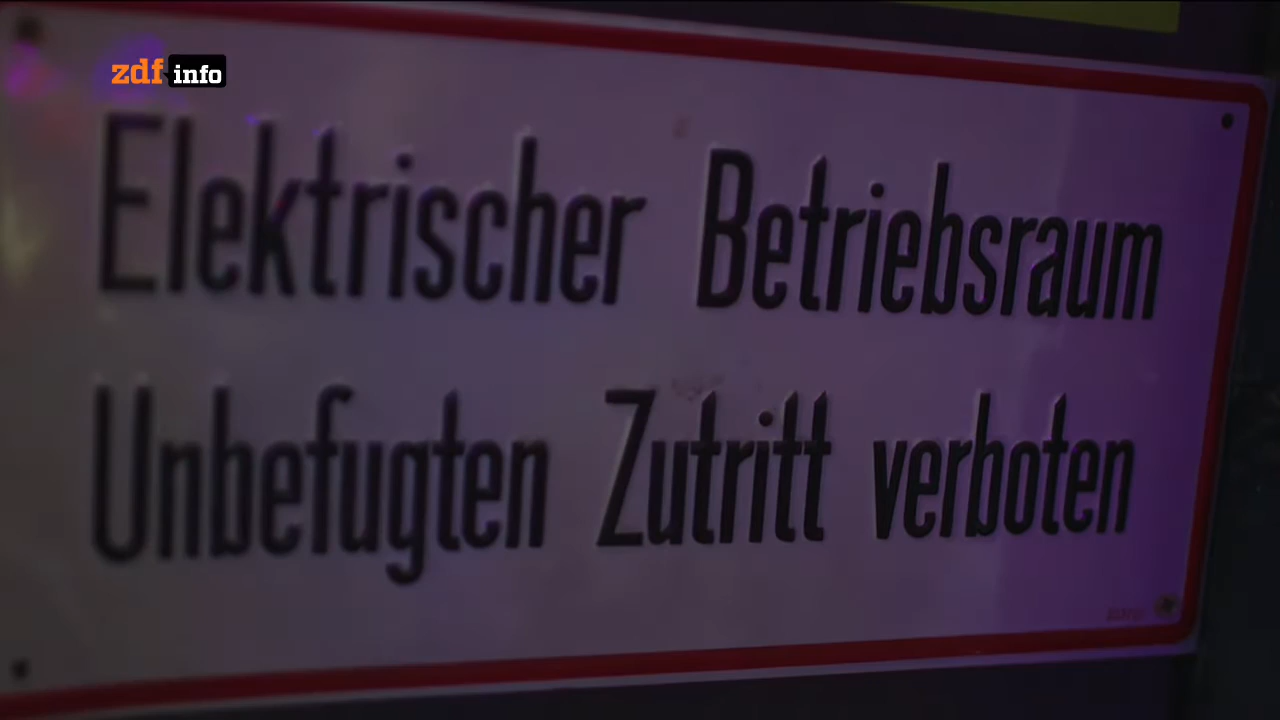 zdf info
Elektrischer Betriebsraum
Unbefugten Zutritt verboten